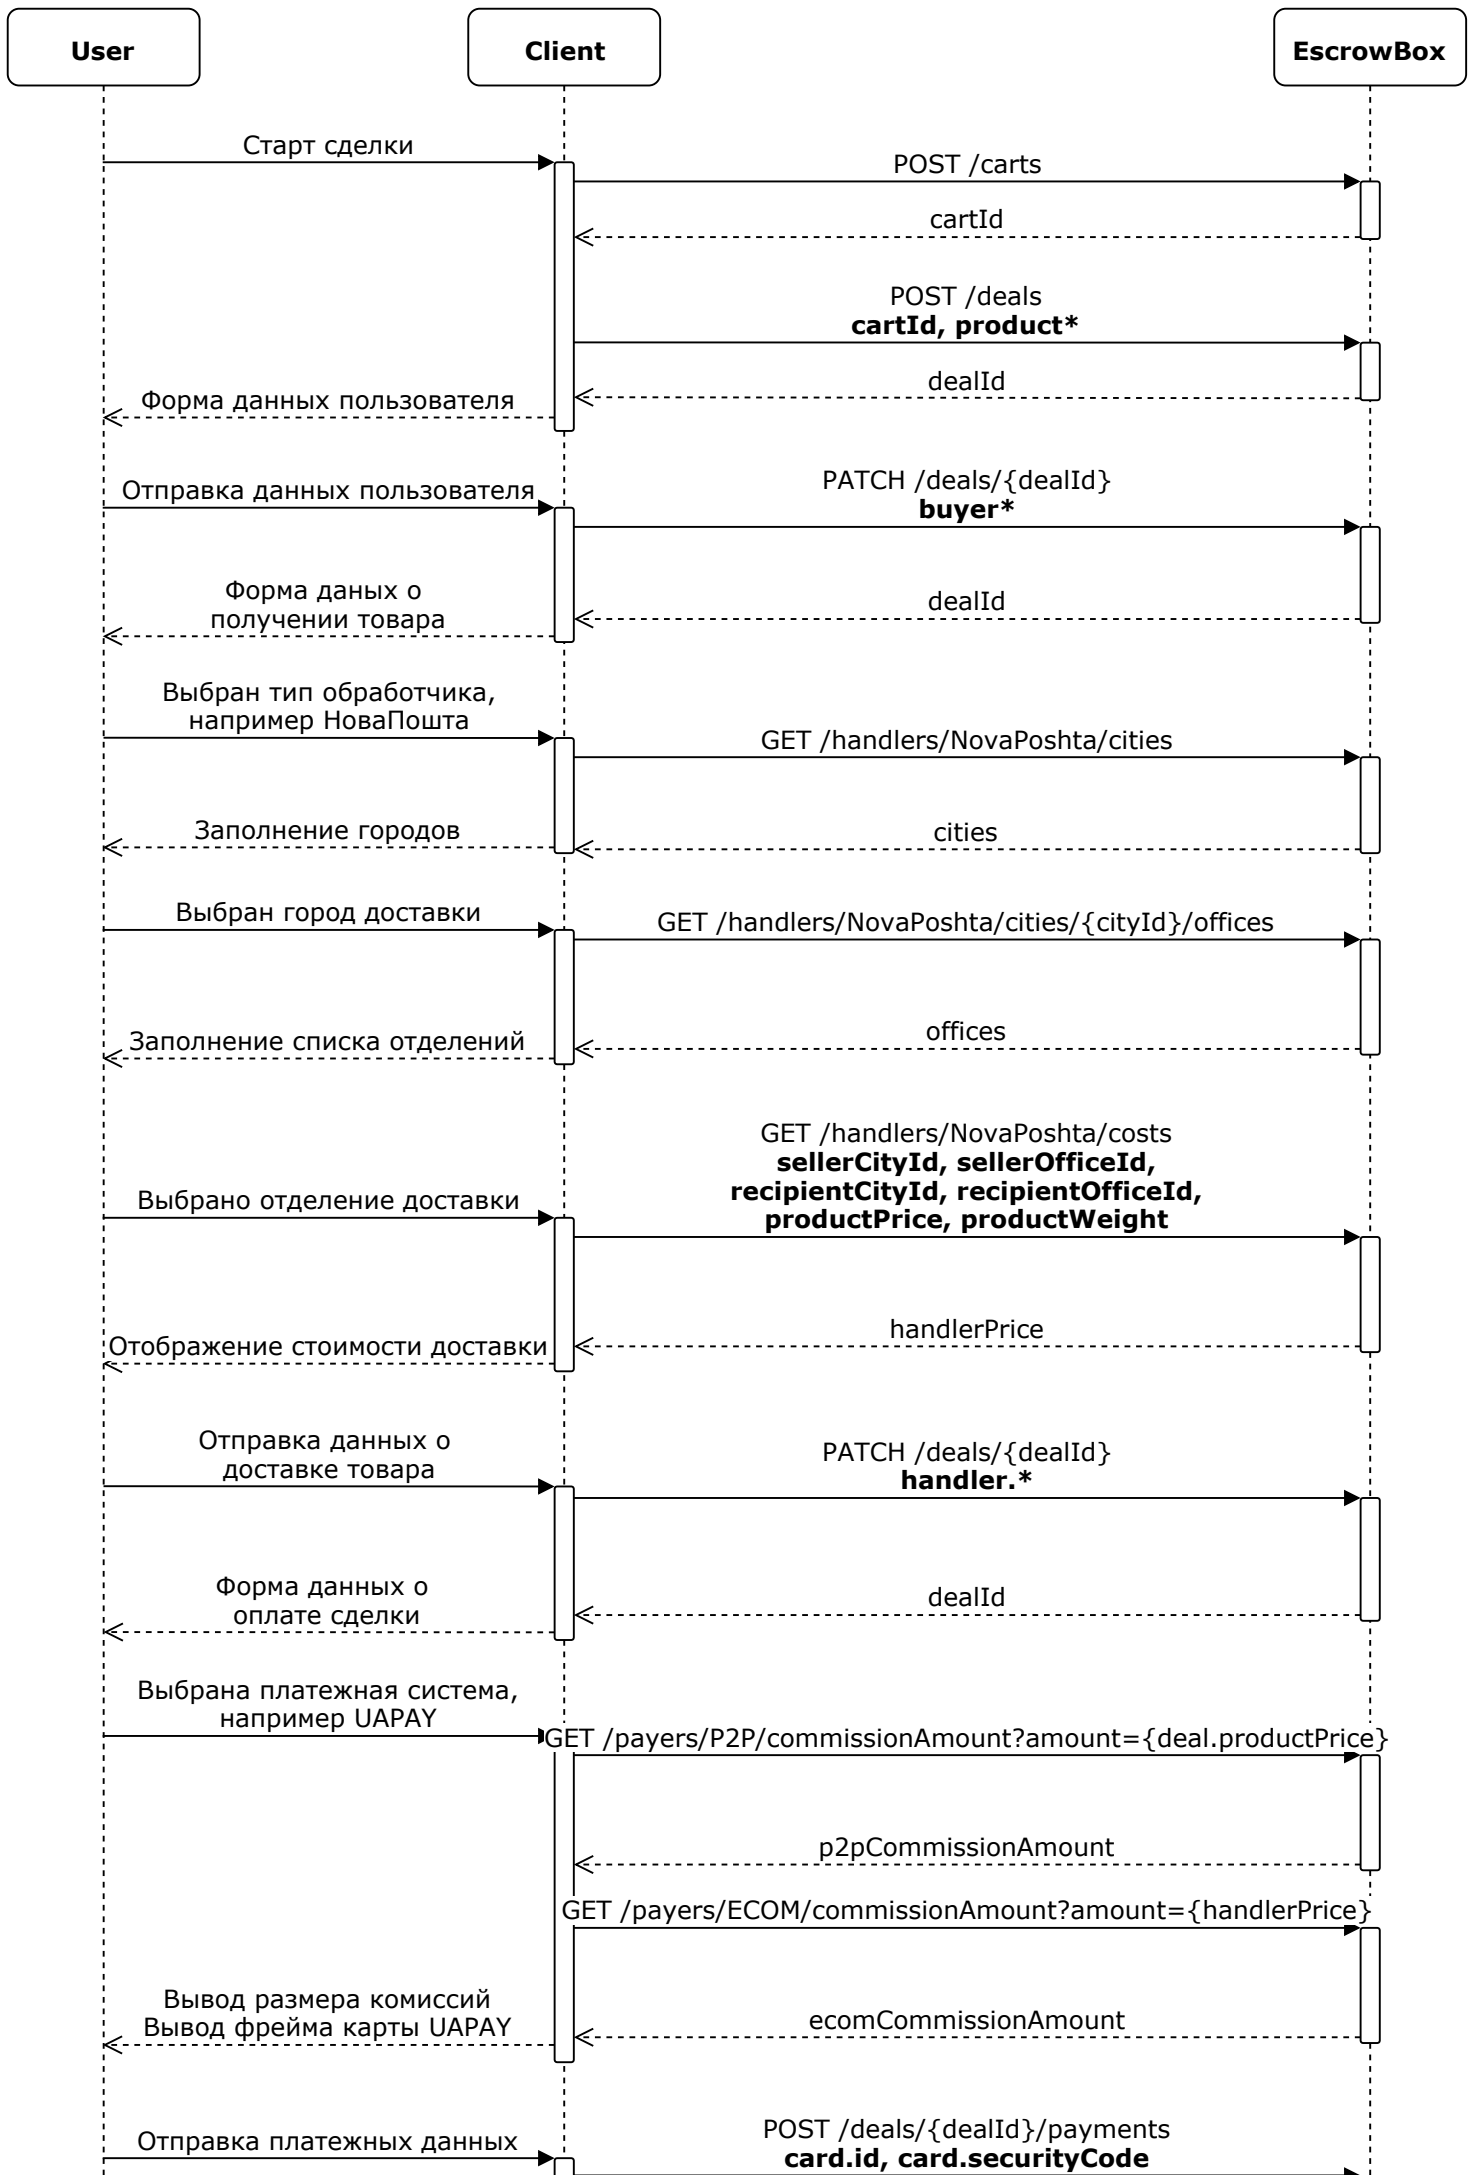 User
Client
EscrowBox
Старт сделки
POST /carts
cartId
POST /deals
cartId, product*
dealId
Форма данных пользователя
Отправка данных пользователя
PATCH /deals/{dealId}
buyer*
Форма даных о
получении товара
dealId
Выбран тип обработчика,
например НоваПошта
GET /handlers/NovaPoshta/cities
Заполнение городов
cities
Выбран город доставки
GET /handlers/NovaPoshta/cities/{cityId}/offices
Заполнение списка отделений
offices
GET /handlers/NovaPoshta/costs
sellerCityId, sellerOfficeId,
recipientCityId, recipientOfficeId,
productPrice, productWeight
Выбрано отделение доставки
handlerPrice
Отображение стоимости доставки
Отправка данных о
доставке товара
PATCH /deals/{dealId}
handler.*
Форма данных о
оплате сделки
dealId
Выбрана платежная система,
например UAPAY
GET /payers/P2P/commissionAmount?amount={deal.productPrice}
p2pCommissionAmount
GET /payers/ECOM/commissionAmount?amount={handlerPrice}
Вывод размера комиссий
Вывод фрейма карты UAPAY
ecomCommissionAmount
Отправка платежных данных
POST /deals/{dealId}/payments
card.id, card.securityCode